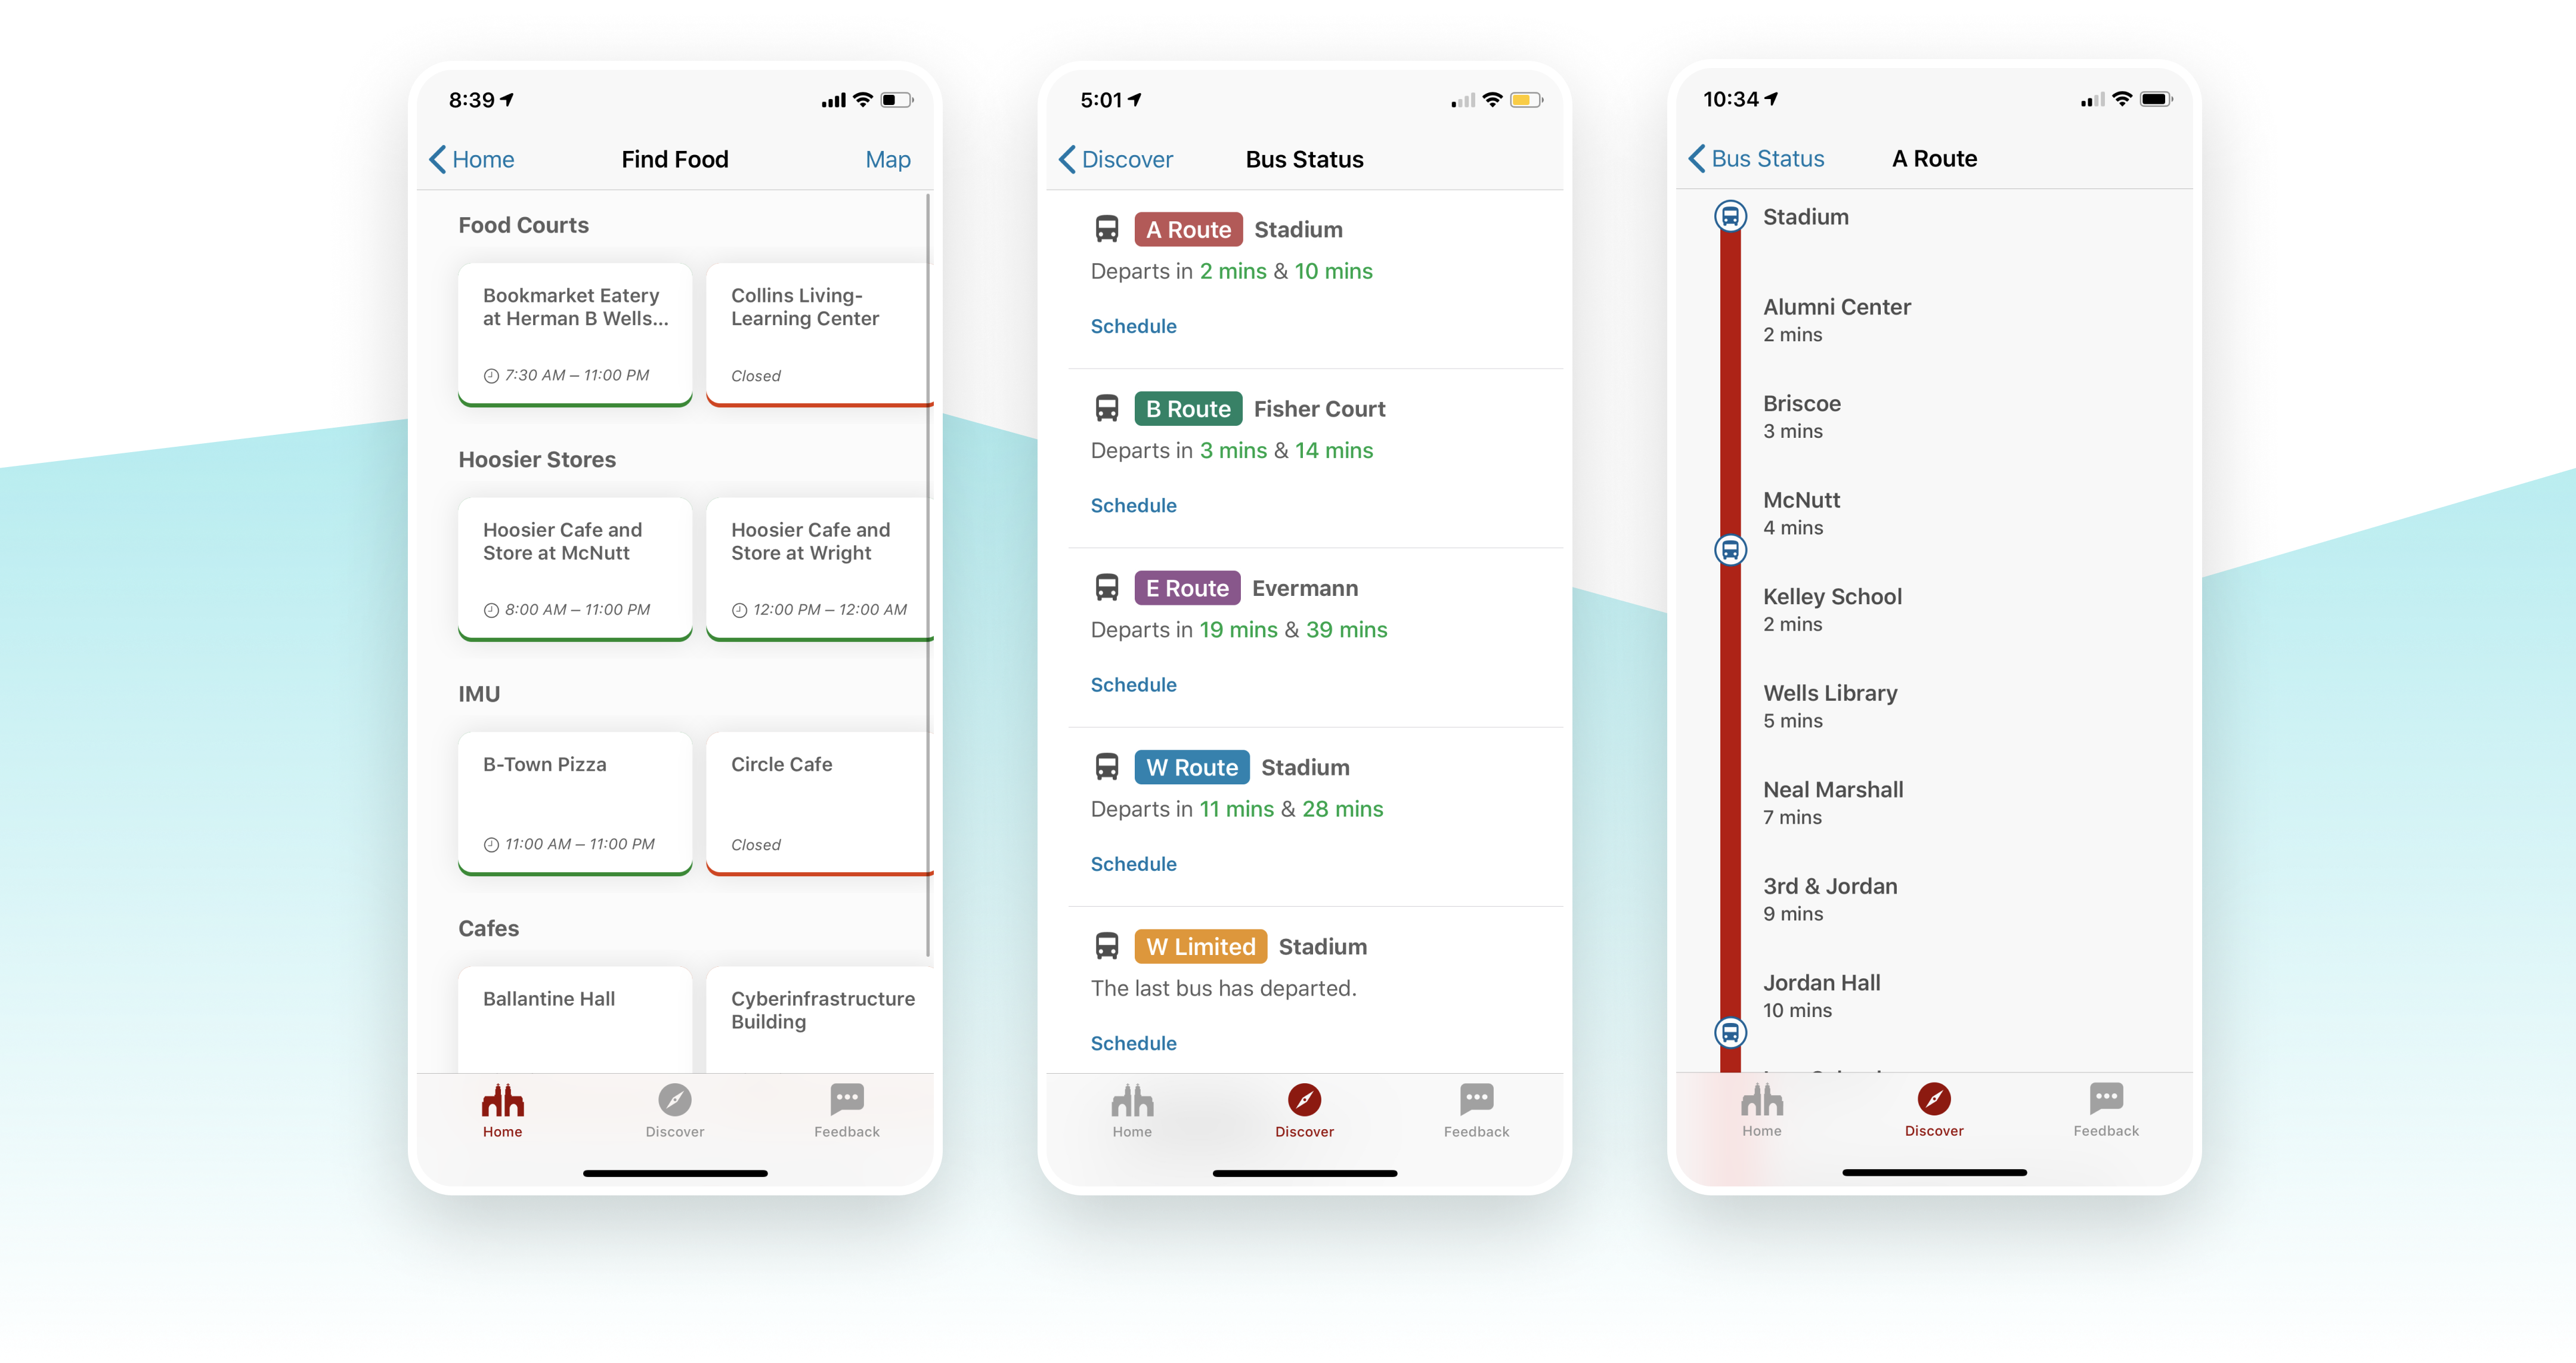 8:39
Home
Find Food
Map
Food Courts
Bookmarket Eatery
at Herman B Wells...
7:30 AM – 11:00 PM
Collins Living-
Learning Center
Closed
Hoosier Stores
Hoosier Cafe and
Store at McNutt
8:00 AM – 11:00 PM
Hoosier Cafe and
Store at Wright
12:00 PM – 12:00 AM
IMU
B-Town Pizza
11:00 AM – 11:00 PM
Circle Cafe
Closed
Cafes
Ballantine Hall
Cyberinfrastructure
Building
Home
Discover
Feedback
5:01
Discover
Bus Status
A Route Stadium
Departs in 2 mins & 10 mins
Schedule
B Route Fisher Court
Departs in 3 mins & 14 mins
Schedule
E Route Evermann
Departs in 19 mins & 39 mins
Schedule
W Route Stadium
Departs in 11 mins & 28 mins
Schedule
W Limited Stadium
The last bus has departed.
Schedule
Home
Discover
Feedback
10:34
Bus Status
A Route
Stadium
Alumni Center
2 mins
Briscoe
3 mins
McNutt
4 mins
Kelley School
2 mins
Wells Library
5 mins
Neal Marshall
7 mins
3rd & Jordan
9 mins
Jordan Hall
10 mins
Home
Discover
Feedback